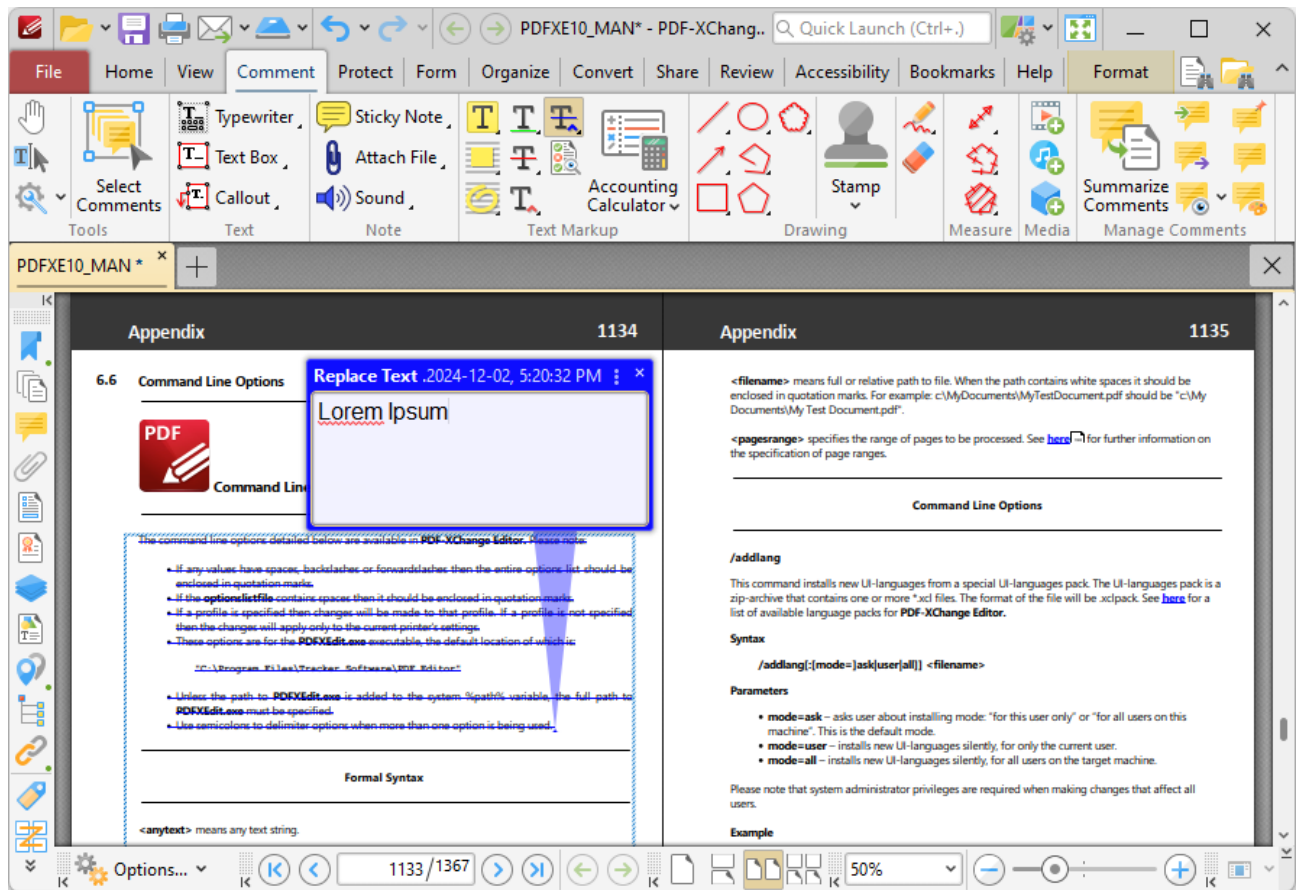 PDFXE10_MAN* - PDF-XChang..
Quick Launch (Ctrl+.)
File Home View Comment Protect Form Organize Convert Share Review Accessibility Bookmarks Help Format
Select
Comments
Tools
Typewriter
Text Box
Callout
Text
Sticky Note
Attach File
Sound
Note
Accounting
Calculator
Text Markup
Stamp
Drawing
Measure
Media
Summarize
Comments
Manage Comments
PDFXE10_MAN *
Appendix 1134
6.6 Command Line Options
Replace Text .2024-12-02, 5:20:32 PM
Lorem Ipsum
PDF
Command Lin
The command line options detailed below are available in PDF-XChange Editor. Please note:
• If any values have spaces, backslashes or forwardslashes then the entire options list should be
enclosed in quotation marks.
• If the optionslistfile contains spaces then it should be enclosed in quotation marks.
• If a profile is specified then changes will be made to that profile. If a profile is not specified
then the changes will apply only to the current printer's settings.
• These options are for the PDFXEdit.exe executable, the default location of which is:
"C:\Program Files\Tracker Software\PDF Editor"
• Unless the path to PDFXEdit.exe is added to the system %path% variable, the full path to
PDFXEdit.exe must be specified.
• Use semicolons to delimiter options when more than one option is being used.
Formal Syntax
<anytext> means any text string.
Appendix 1135
<filename> means full or relative path to file. When the path contains white spaces it should be
enclosed in quotation marks. For example: c:\MyDocuments\MyTestDocument.pdf should be "c:\My
Documents\My Test Document.pdf".
<pagesrange> specifies the range of pages to be processed. See here for further information on
the specification of page ranges.
Command Line Options
/addlang
This command installs new UI-languages from a special UI-languages pack. The UI-languages pack is a
zip-archive that contains one or more *.xcl files. The format of the file will be .xclpack. See here for a
list of available language packs for PDF-XChange Editor.
Syntax
/addlang[:[mode=]ask|user|all]] <filename>
Parameters
• mode=ask – asks user about installing mode: "for this user only" or "for all users on this
machine". This is the default mode.
• mode=user – installs new UI-languages silently, for only the current user.
• mode=all – installs new UI-languages silently, for all users on the target machine.
Please note that system administrator privileges are required when making changes that affect all
users.
Example
Options...
1133/1367
50%